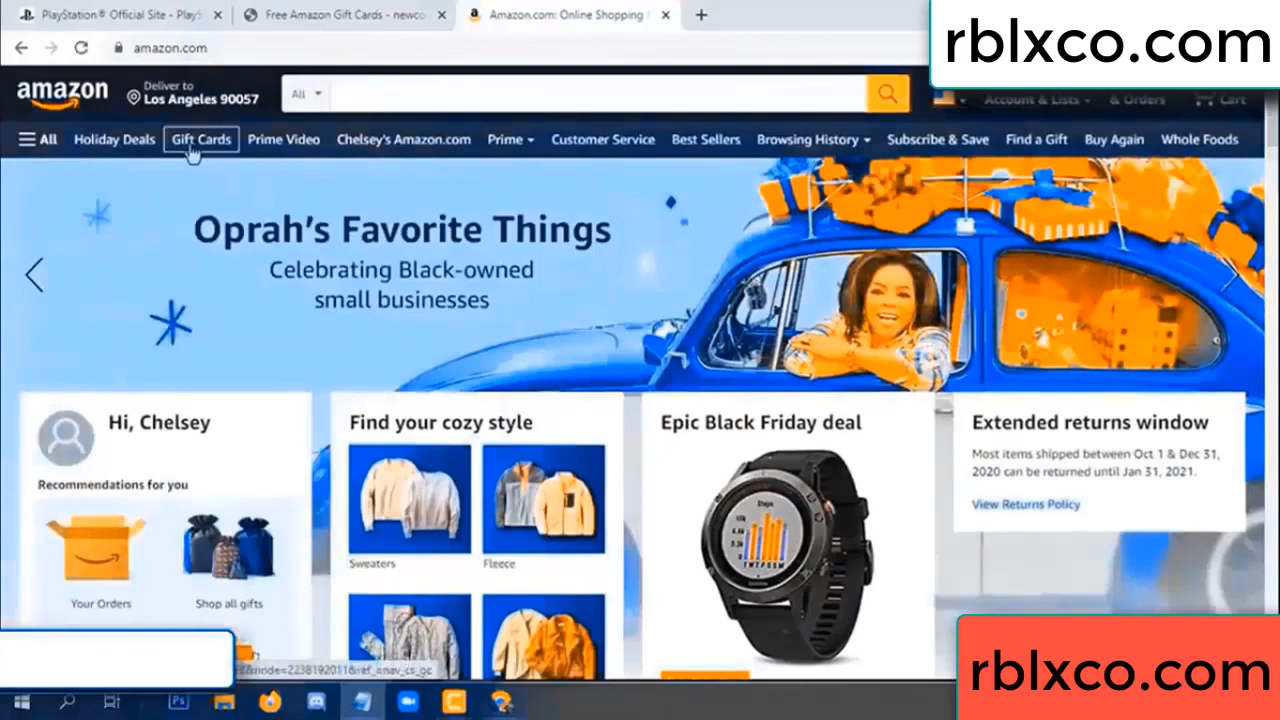 PlayStation® Official Site - PlayS
Free Amazon Gift Cards - newco
Amazon.com: Online Shopping
rblxco.com
amazon.com
amazon
Deliver to
Los Angeles 90057
All
Account & Lists
& Orders
Cart
All
Holiday Deals
Gift Cards
Prime Video
Chelsey's Amazon.com
Prime
Customer Service
Best Sellers
Browsing History
Subscribe & Save
Find a Gift
Buy Again
Whole Foods
Oprah's Favorite Things
Celebrating Black-owned
small businesses
Hi, Chelsey
Recommendations for you
Your Orders
Shop all gifts
Find your cozy style
Sweaters
Fleece
Epic Black Friday deal
Steps
Extended returns window
Most items shipped between Oct 1 & Dec 31,
2020 can be returned until Jan 31, 2021.
View Returns Policy
Ps
rblxco.com